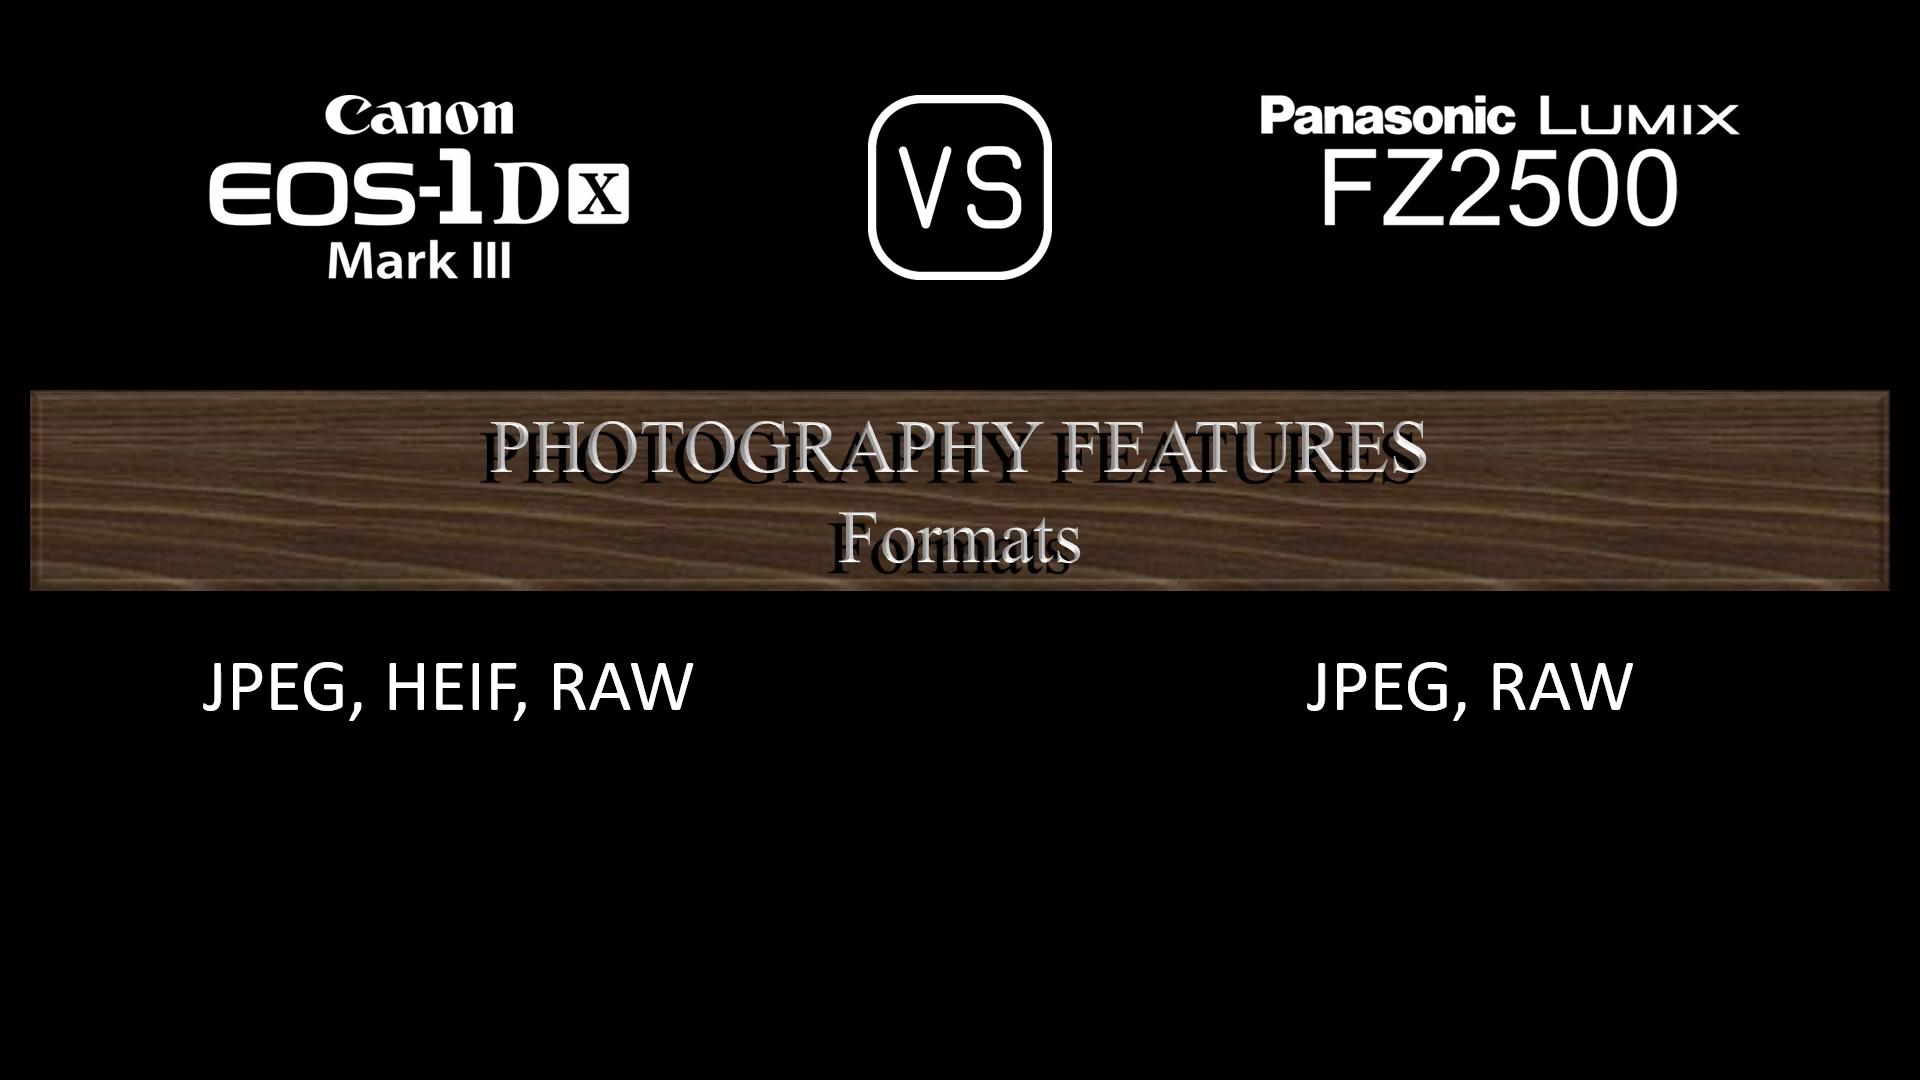 Canon
EOS-1D X
Mark III
VS
Panasonic LUMIX
FZ2500
PHOTOGRAPHY FEATURES
Formats
JPEG, HEIF, RAW
JPEG, RAW